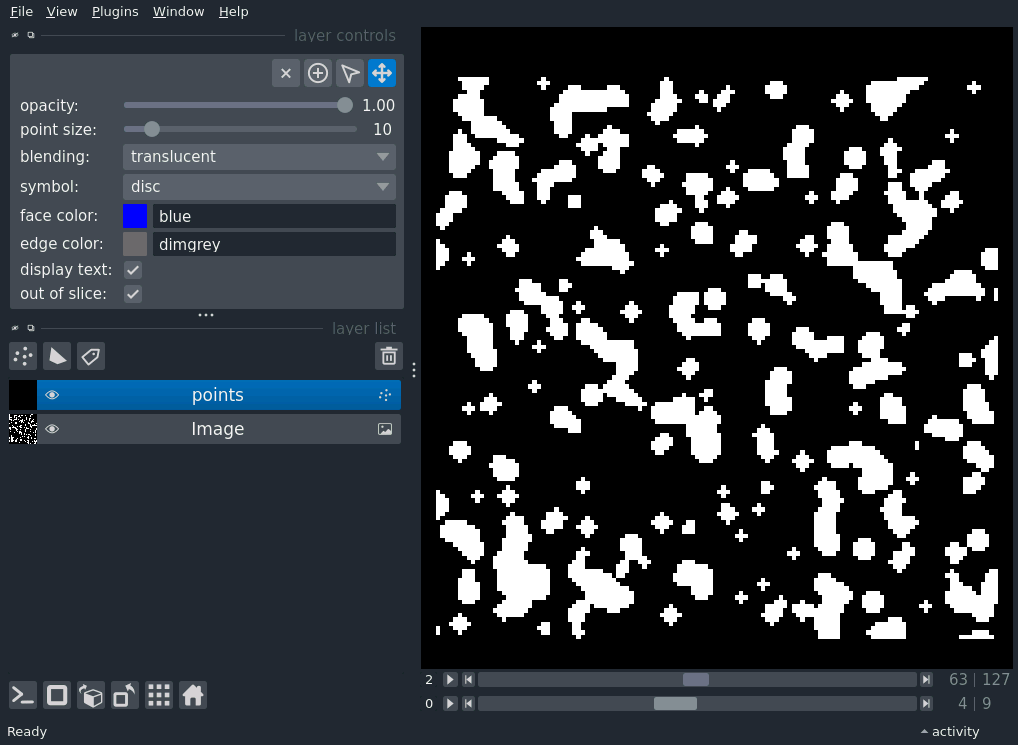 File View Plugins Window Help
layer controls
opacity: 1.00
point size: 10
blending: translucent
symbol: disc
face color: blue
edge color: dimgrey
display text:
out of slice:
layer list
points
Image
2 63 | 127
0 4 | 9
Ready activity